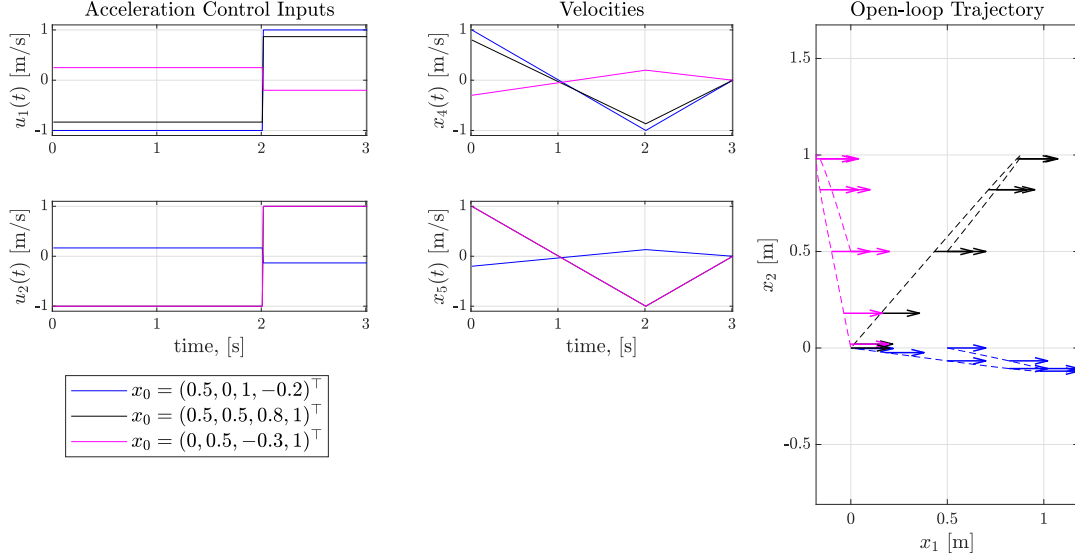 Acceleration Control Inputs
u₁(t) [m/s]
1
0
-1
0 1 2 3
u₂(t) [m/s]
1
0
-1
0 1 2 3
time, [s]
x₀ = (0.5, 0, 1, −0.2)⊤
x₀ = (0.5, 0.5, 0.8, 1)⊤
x₀ = (0, 0.5, −0.3, 1)⊤
Velocities
x₄(t) [m/s]
1
0
-1
0 1 2 3
x₅(t) [m/s]
1
0
-1
0 1 2 3
time, [s]
Open-loop Trajectory
x₂ [m]
1.5
1
0.5
0
-0.5
0 0.5 1
x₁ [m]